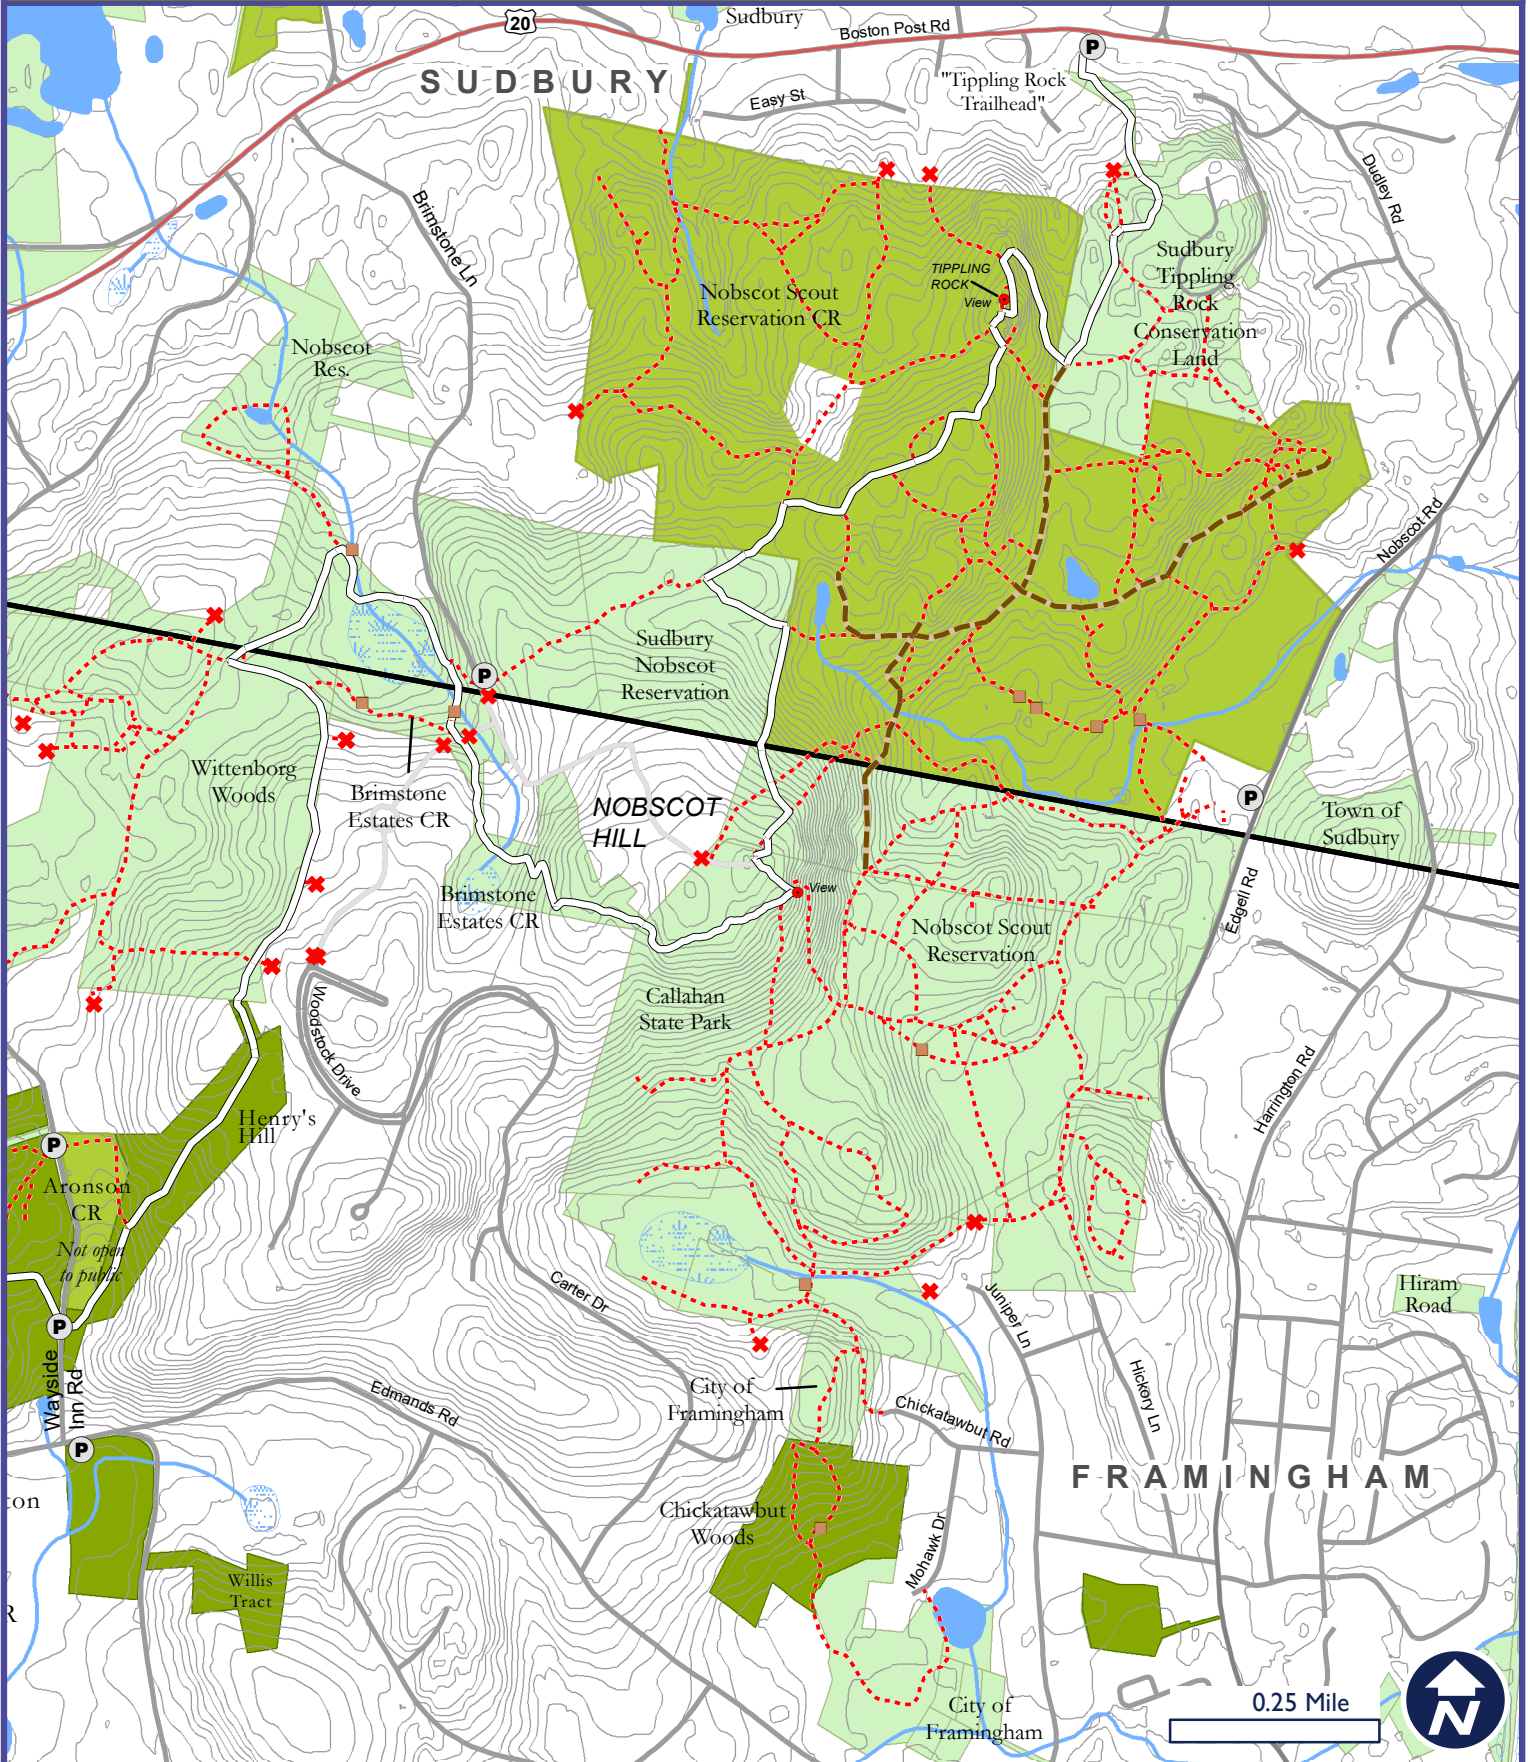 Sudbury
20
Boston Post Rd
P
SUDBURY
"Tippling Rock
Trailhead"
Easy St
Dudley Rd
Brimstone Ln
Sudbury
Tippling
Rock
Conservation
Land
TIPPLING
ROCK
View
Nobscot Scout
Reservation CR
Nobscot
Res.
Nobscot Rd
Sudbury
Nobscot
Reservation
P
Wittenborg
Woods
Brimstone
Estates CR
NOBSCOT
HILL
P
Town of
Sudbury
Brimstone
Estates CR
View
Edgell Rd
Nobscot Scout
Reservation
Callahan
State Park
Woodstock Drive
Harrington Rd
Henry's
Hill
P
Aronson
CR
Not open
to public
P
Carter Dr
Juniper Ln
Hiram
Road
Wayside
Inn Rd
Edmands Rd
City of
Framingham
Chickatawbut Rd
Hickory Ln
P
FRAMINGHAM
ton
Chickatawbut
Woods
Mohawk Dr
Willis
Tract
R
City of
Framingham
0.25 Mile
N